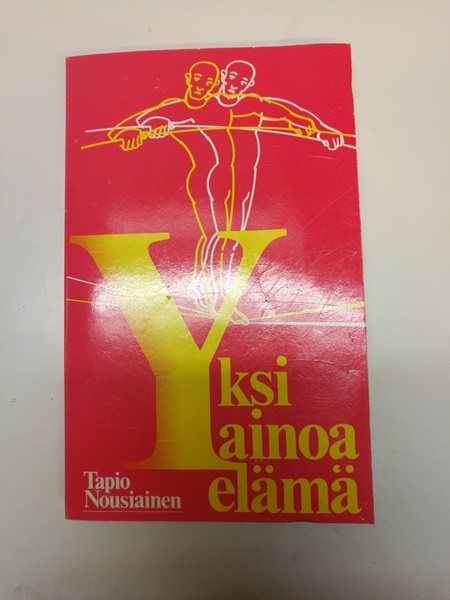 Yksi
ainoa
elämä
Tapio
Nousiainen